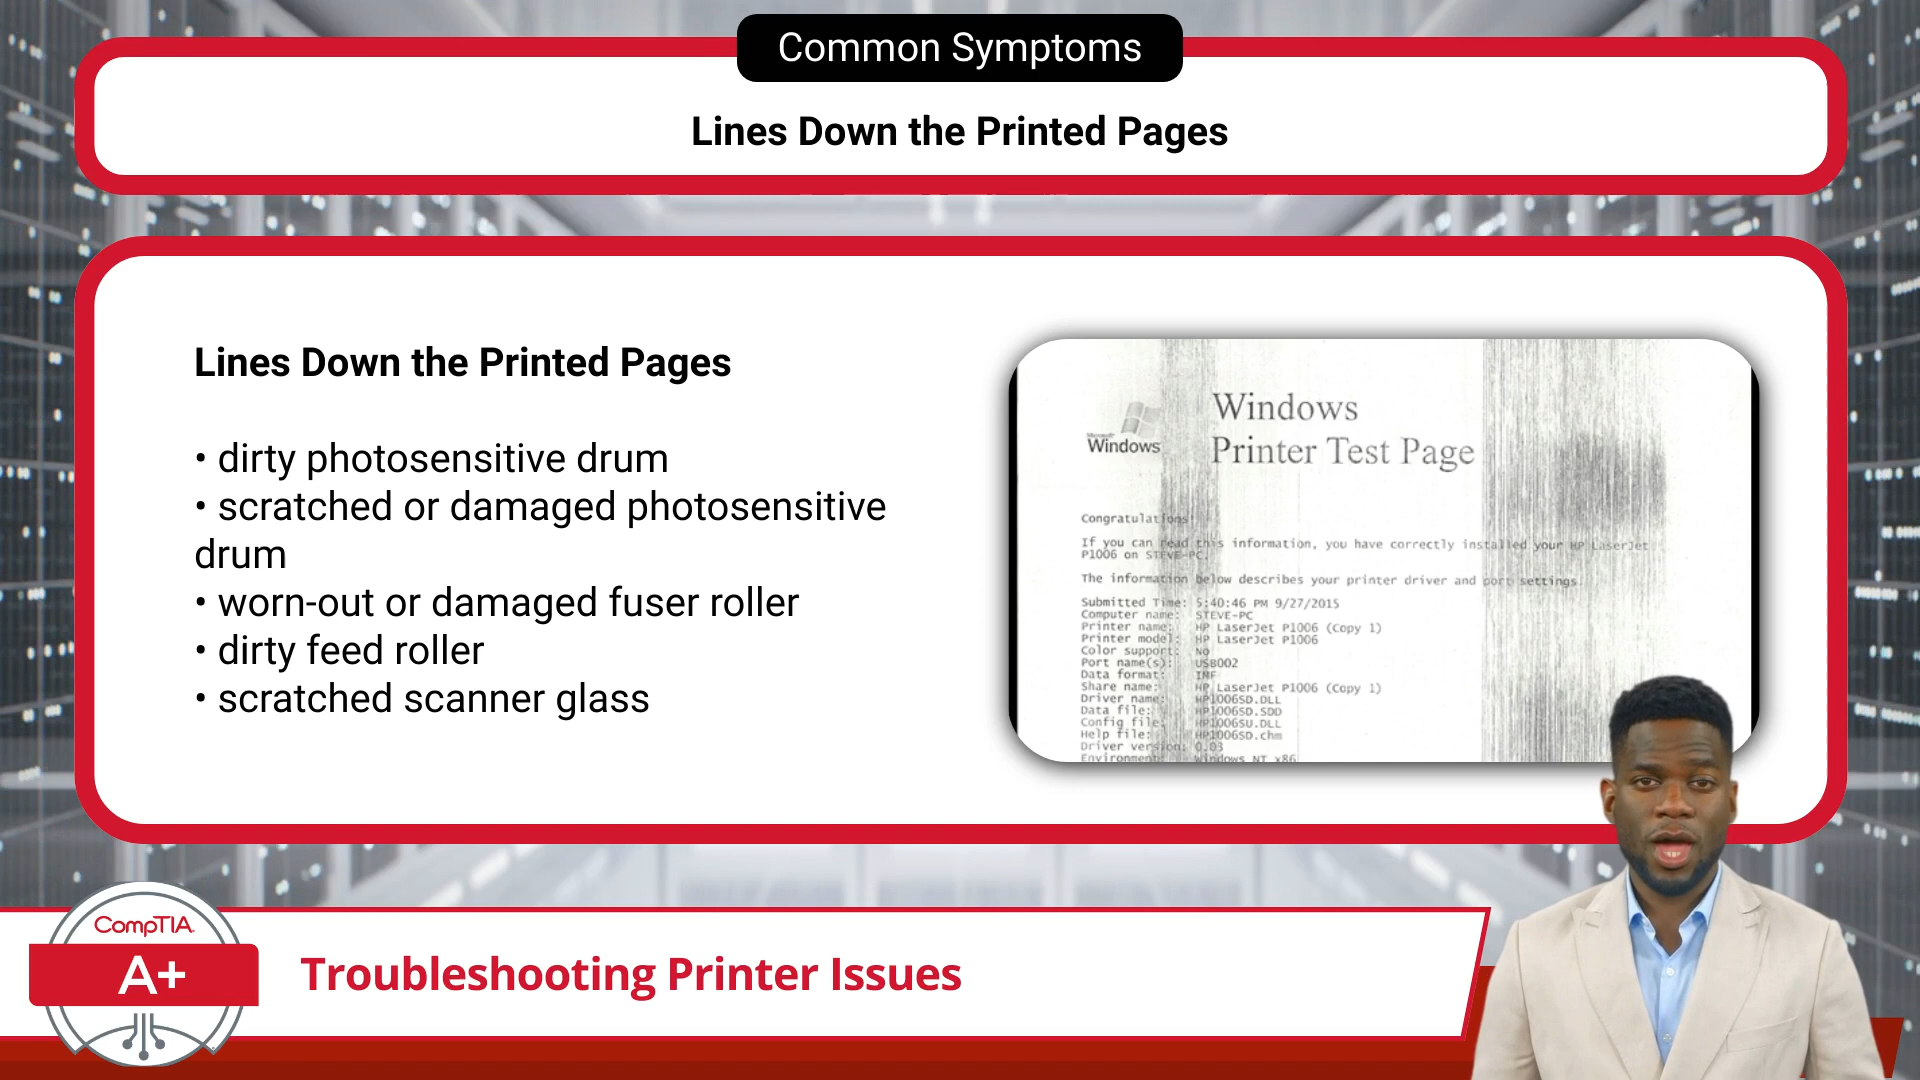 Common Symptoms
Lines Down the Printed Pages
Lines Down the Printed Pages
• dirty photosensitive drum
• scratched or damaged photosensitive
drum
• worn-out or damaged fuser roller
• dirty feed roller
• scratched scanner glass
Microsoft
Windows
Windows
Printer Test Page
Congratulations!
If you can read this information, you have correctly installed your HP LaserJet
P1006 on STEVE-PC.
The information below describes your printer driver and port settings.
Submitted Time: 5:40:46 PM 9/27/2015
Computer name: STEVE-PC
Printer name: HP LaserJet P1006 (Copy 1)
Printer model: HP LaserJet P1006
Color support: No
Port name(s): USB002
Data format: IMF
Share name: HP LaserJet P1006 (Copy 1)
Driver name: HP1006SD.DLL
Data file: HP1006SD.SDD
Config file: HP1006SU.DLL
Help file: HP1006SD.chm
Driver version: 0.03
Environment: Windows NT x86
CompTIA
A+
Troubleshooting Printer Issues